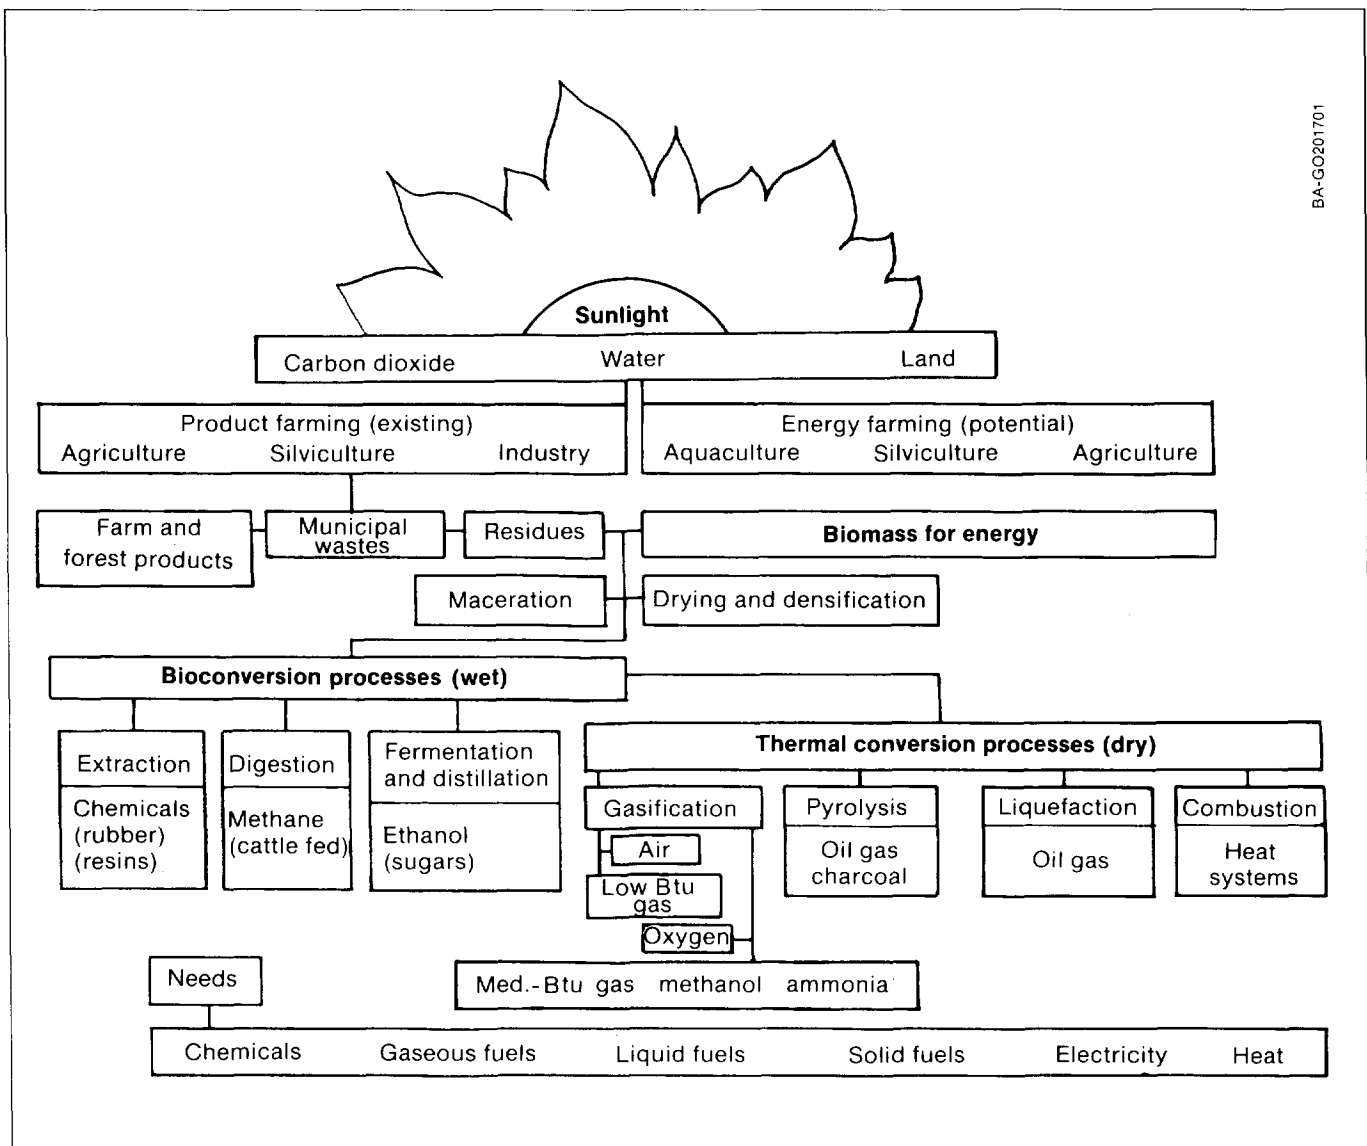 BA-GO201701
Sunlight
Carbon dioxide Water Land
Product farming (existing)
Agriculture Silviculture Industry
Energy farming (potential)
Aquaculture Silviculture Agriculture
Farm and
forest products
Municipal
wastes
Residues
Biomass for energy
Maceration
Drying and densification
Bioconversion processes (wet)
Extraction
Chemicals
(rubber)
(resins)
Digestion
Methane
(cattle fed)
Fermentation
and distillation
Ethanol
(sugars)
Thermal conversion processes (dry)
Gasification
Air
Low Btu
gas
Oxygen
Med.-Btu gas methanol ammonia
Pyrolysis
Oil gas
charcoal
Liquefaction
Oil gas
Combustion
Heat
systems
Needs
Chemicals Gaseous fuels Liquid fuels Solid fuels Electricity Heat